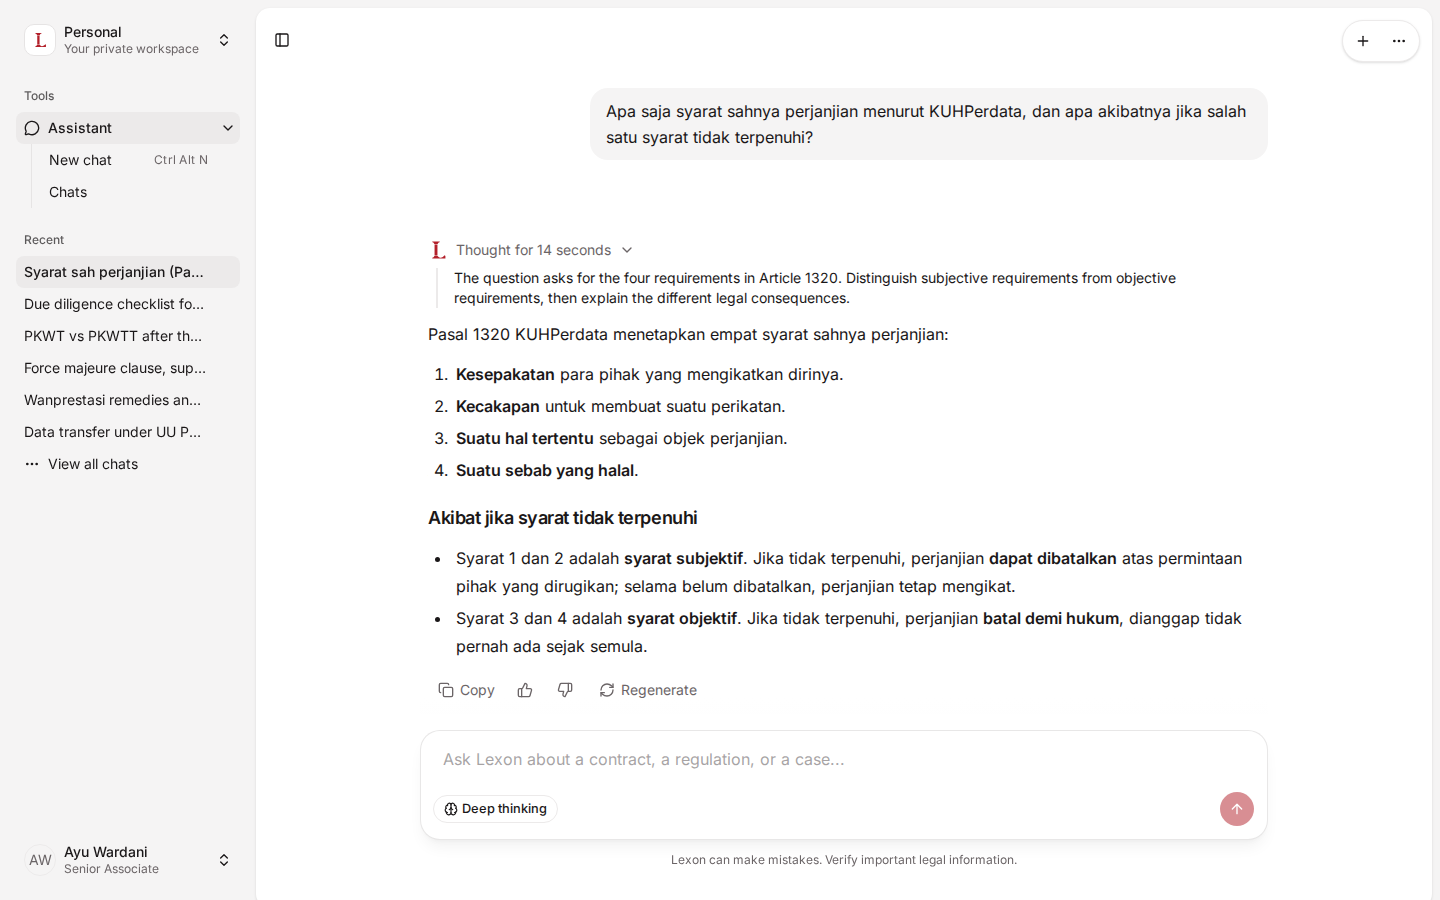 L
Personal
Your private workspace
Tools
Assistant
New chat Ctrl Alt N
Chats
Recent
Syarat sah perjanjian (Pa...
Due diligence checklist fo...
PKWT vs PKWTT after th...
Force majeure clause, sup...
Wanprestasi remedies an...
Data transfer under UU P...
View all chats
AW
Ayu Wardani
Senior Associate
Apa saja syarat sahnya perjanjian menurut KUHPerdata, dan apa akibatnya jika salah
satu syarat tidak terpenuhi?
L Thought for 14 seconds
The question asks for the four requirements in Article 1320. Distinguish subjective requirements from objective
requirements, then explain the different legal consequences.
Pasal 1320 KUHPerdata menetapkan empat syarat sahnya perjanjian:
1. Kesepakatan para pihak yang mengikatkan dirinya.
2. Kecakapan untuk membuat suatu perikatan.
3. Suatu hal tertentu sebagai objek perjanjian.
4. Suatu sebab yang halal.
Akibat jika syarat tidak terpenuhi
• Syarat 1 dan 2 adalah syarat subjektif. Jika tidak terpenuhi, perjanjian dapat dibatalkan atas permintaan
pihak yang dirugikan; selama belum dibatalkan, perjanjian tetap mengikat.
• Syarat 3 dan 4 adalah syarat objektif. Jika tidak terpenuhi, perjanjian batal demi hukum, dianggap tidak
pernah ada sejak semula.
Copy Regenerate
Ask Lexon about a contract, a regulation, or a case...
Deep thinking
Lexon can make mistakes. Verify important legal information.